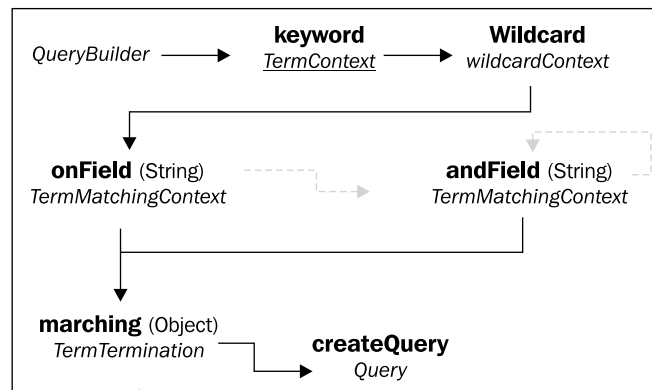 QueryBuilder
keyword
TermContext
Wildcard
wildcardContext
onField (String)
TermMatchingContext
andField (String)
TermMatchingContext
marching (Object)
TermTermination
createQuery
Query